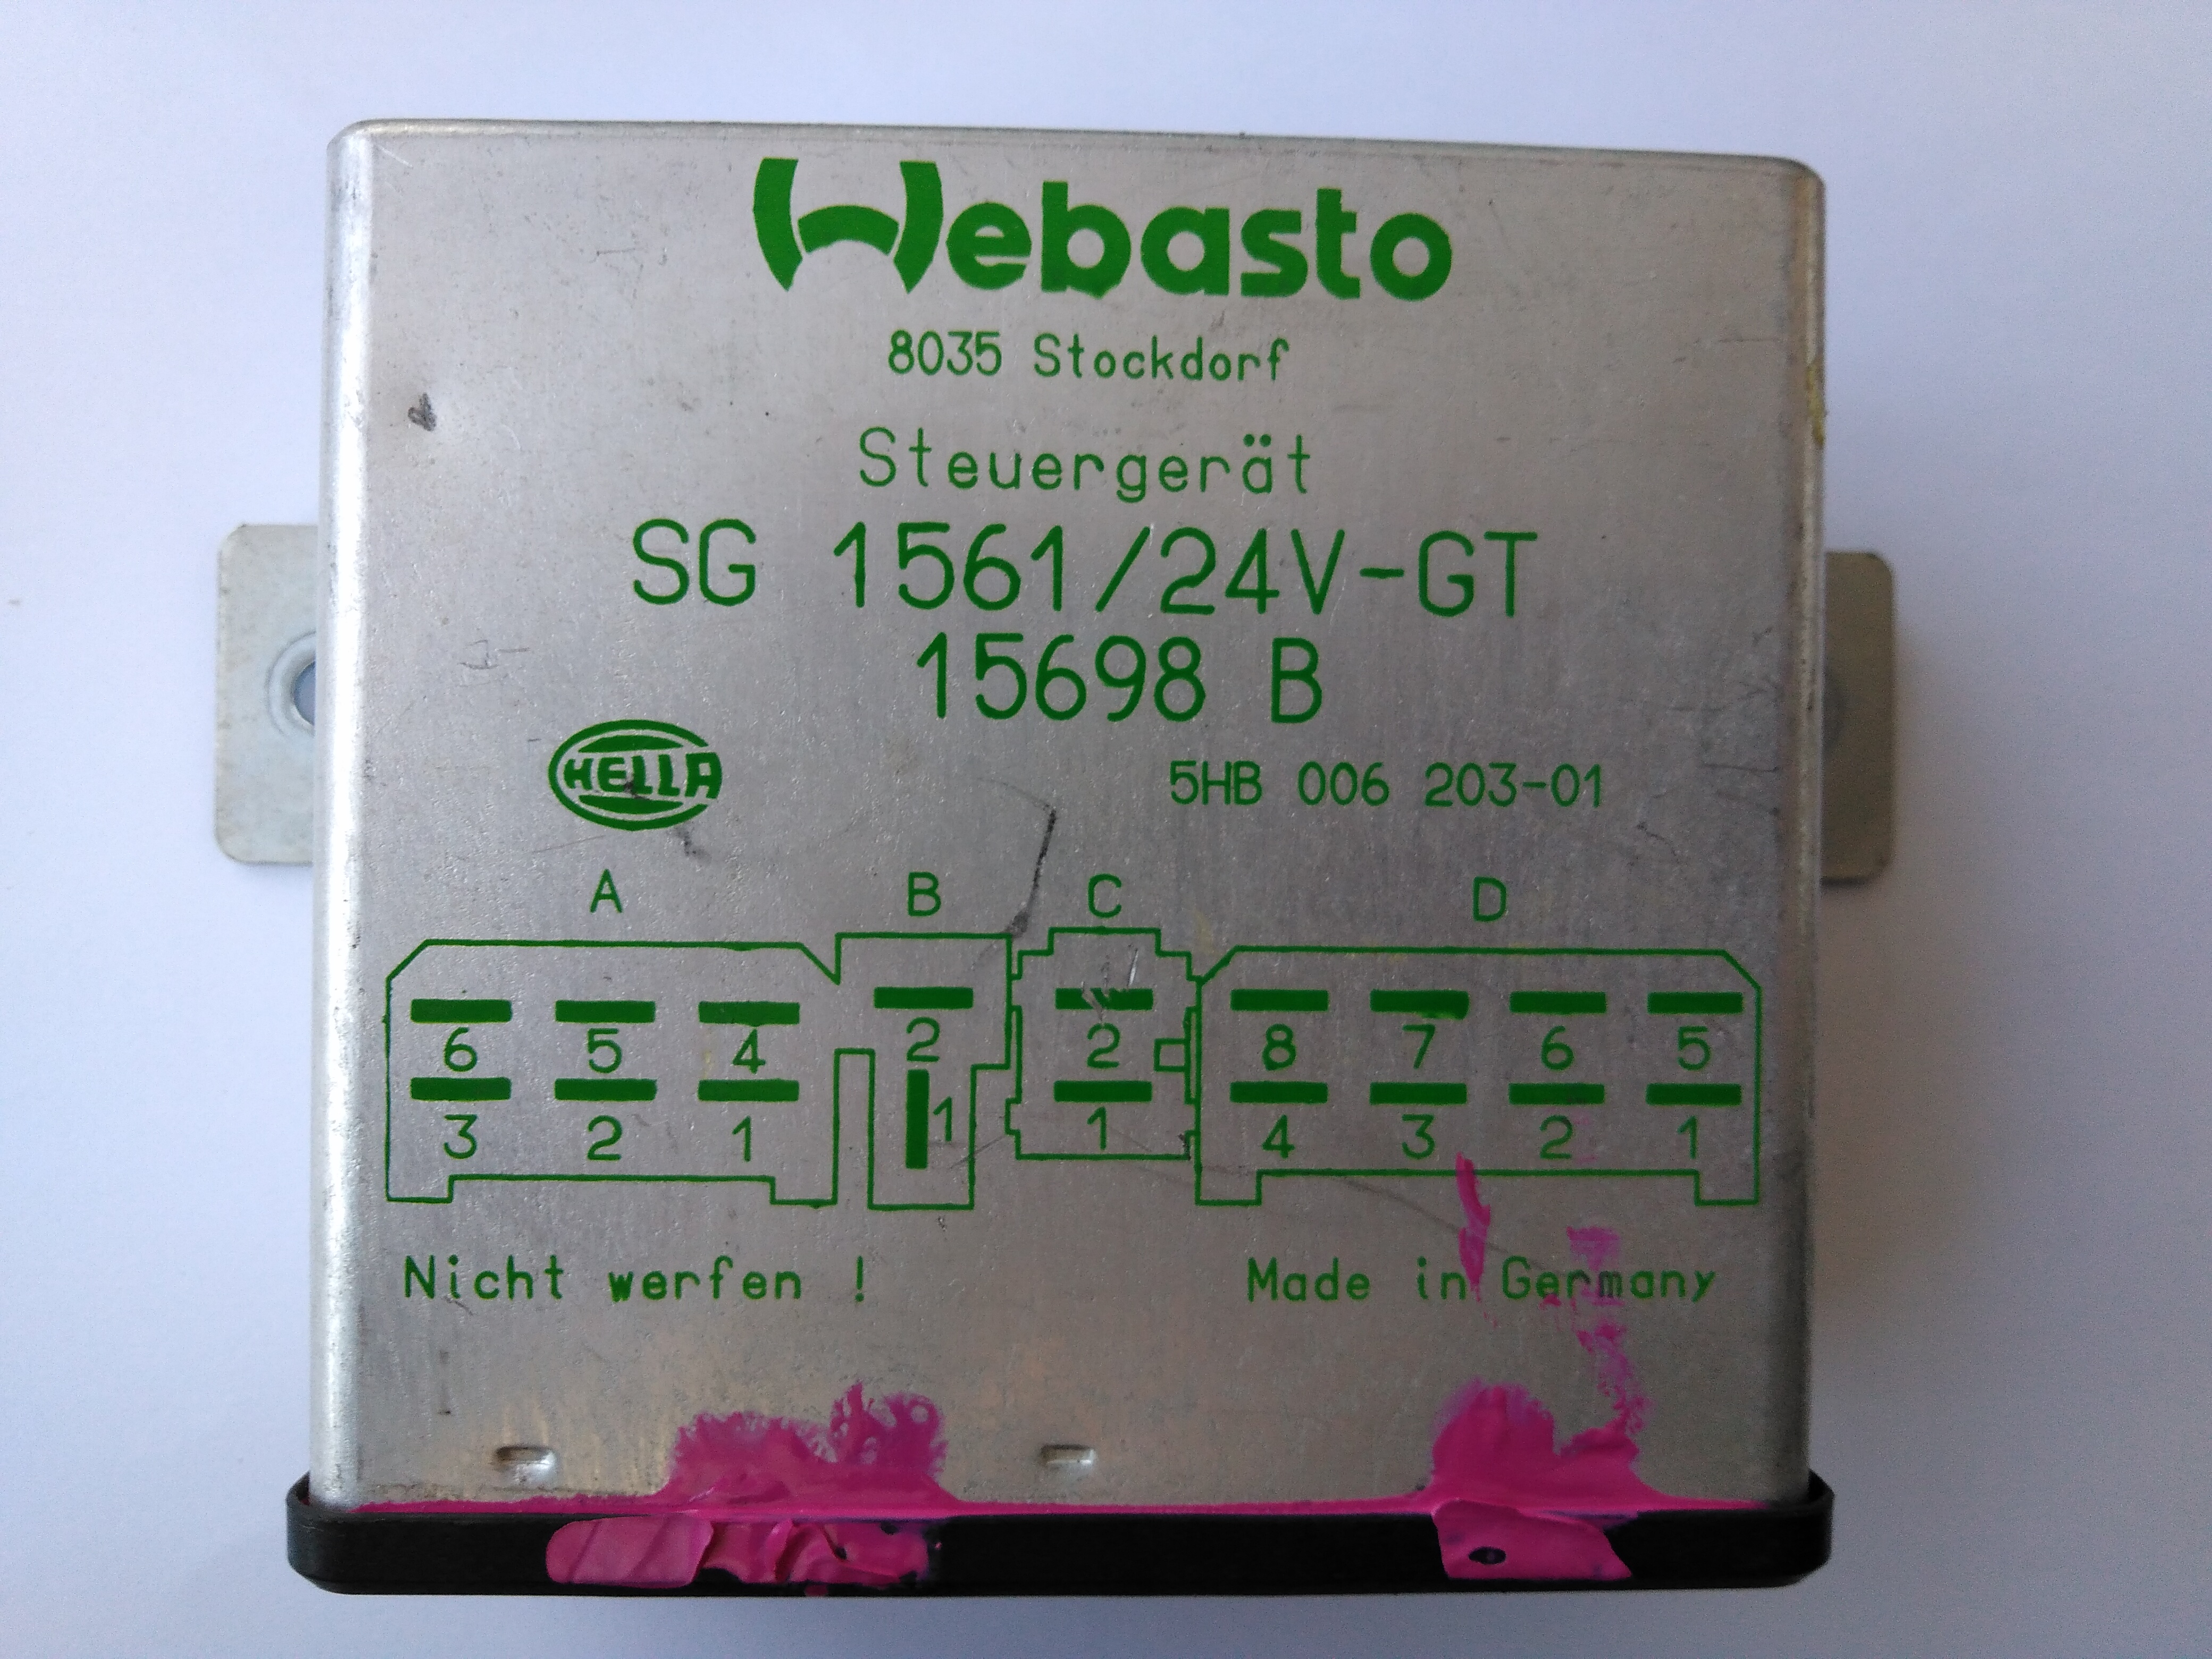 Webasto
8035 Stockdorf
Steuergerät
SG 1561/24V-GT
15698 B
HELLA
5HB 006 203-01
A B C D
6 5 4 2 2 8 7 6 5
3 2 1 1 1 4 3 2 1
Nicht werfen !
Made in Germany